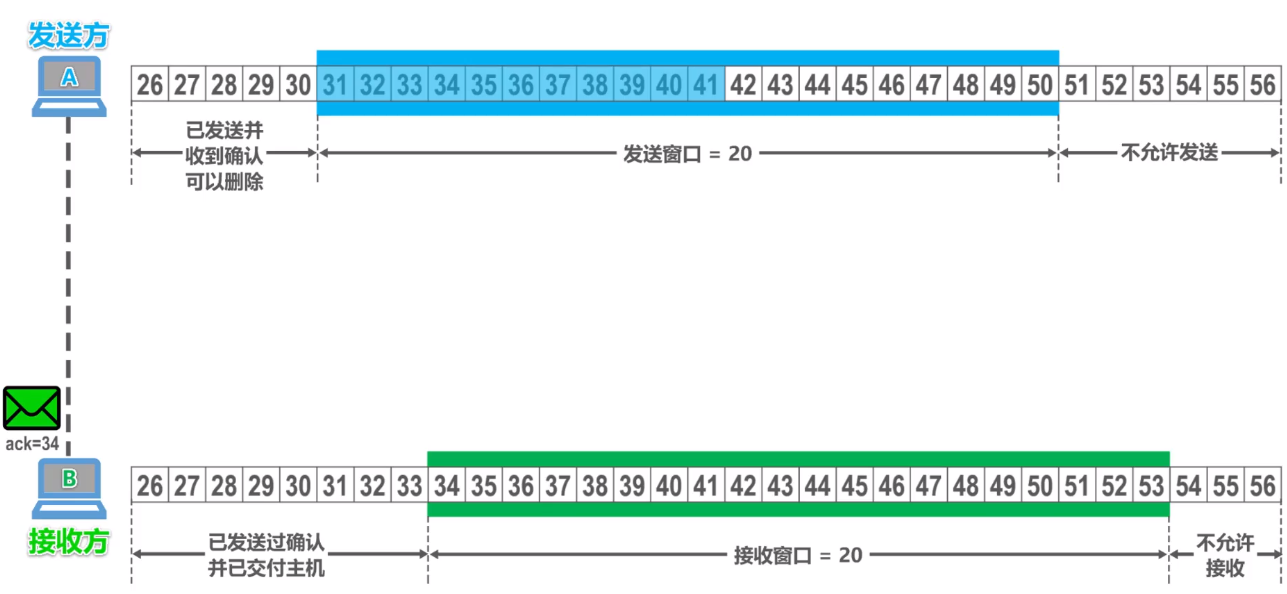 发送方
A
26 27 28 29 30 31 32 33 34 35 36 37 38 39 40 41 42 43 44 45 46 47 48 49 50 51 52 53 54 55 56
已发送并
收到确认
可以删除
发送窗口 = 20
不允许发送
ack=34
B
26 27 28 29 30 31 32 33 34 35 36 37 38 39 40 41 42 43 44 45 46 47 48 49 50 51 52 53 54 55 56
接收方
已发送过确认
并已交付主机
接收窗口 = 20
不允许
接收